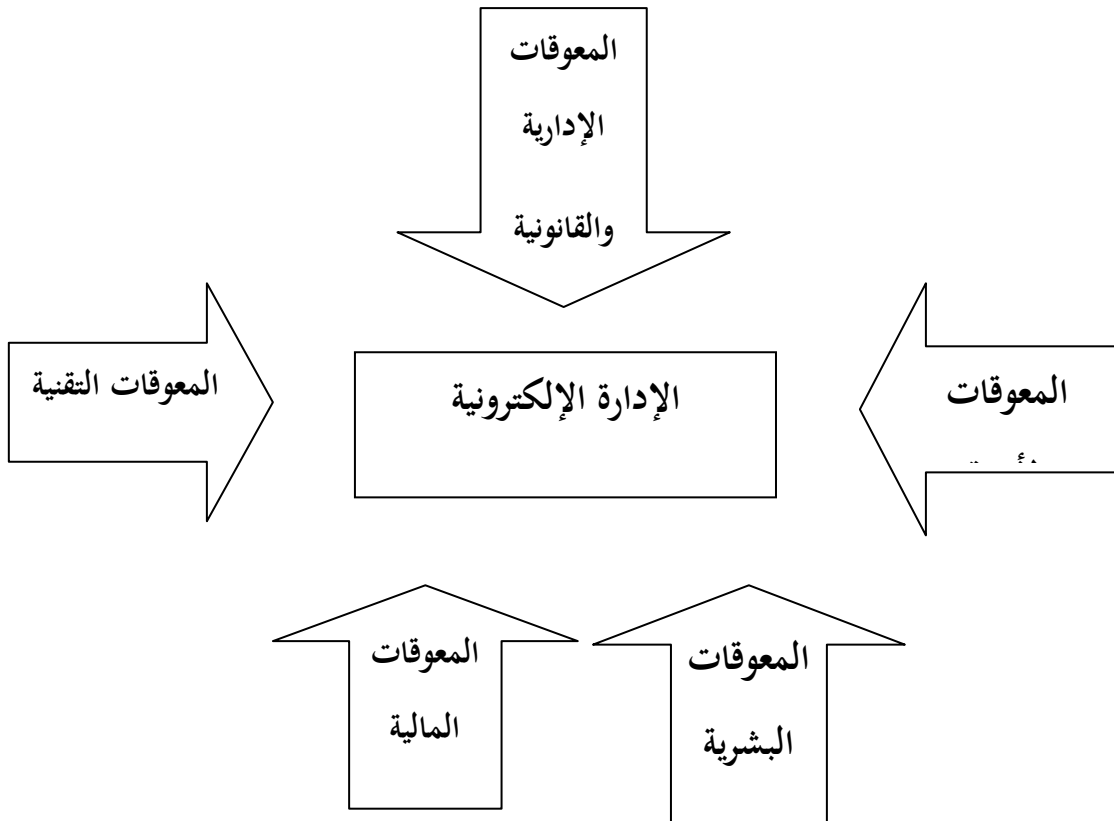 المعوقات
الإدارية
والقانونية
المعوقات
الإدارة الإلكترونية
المعوقات التقنية
المعوقات
البشرية
المعوقات
المالية